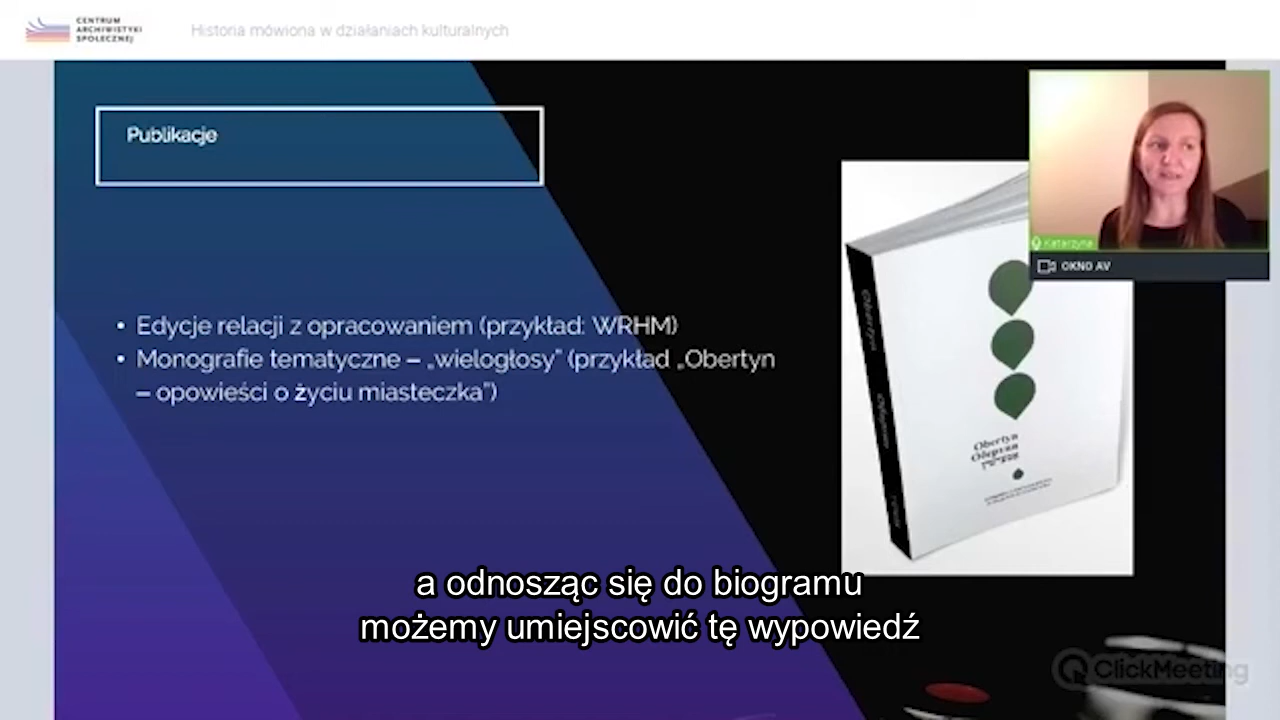 CENTRUM
ARCHIWISTYKI
SPOŁECZNEJ
Historia mówiona w działaniach kulturalnych
Publikacje
Katarzyna
OKNO AV
• Edycje relacji z opracowaniem (przykład: WRHM)
• Monografie tematyczne – „wielogłosy” (przykład „Obertyn
– opowieści o życiu miasteczka”)
Obertyn
a odnosząc się do biogramu
możemy umiejscowić tę wypowiedź
ClickMeeting